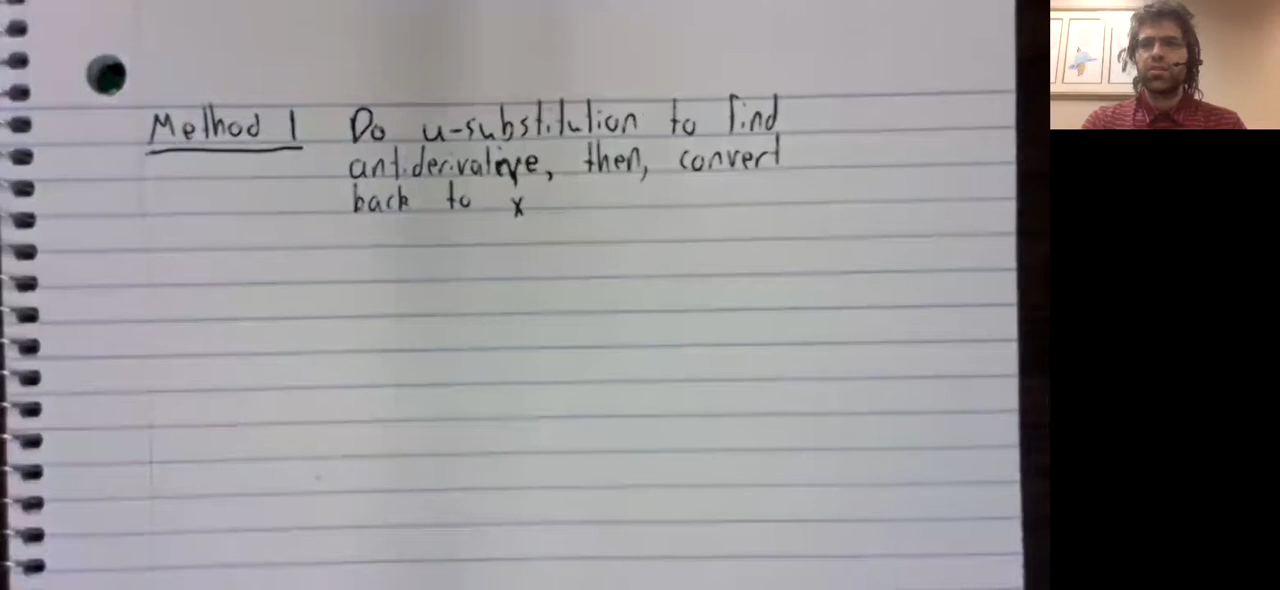 Method 1 Do u-substitution to find
antiderivative, then, convert
back to x